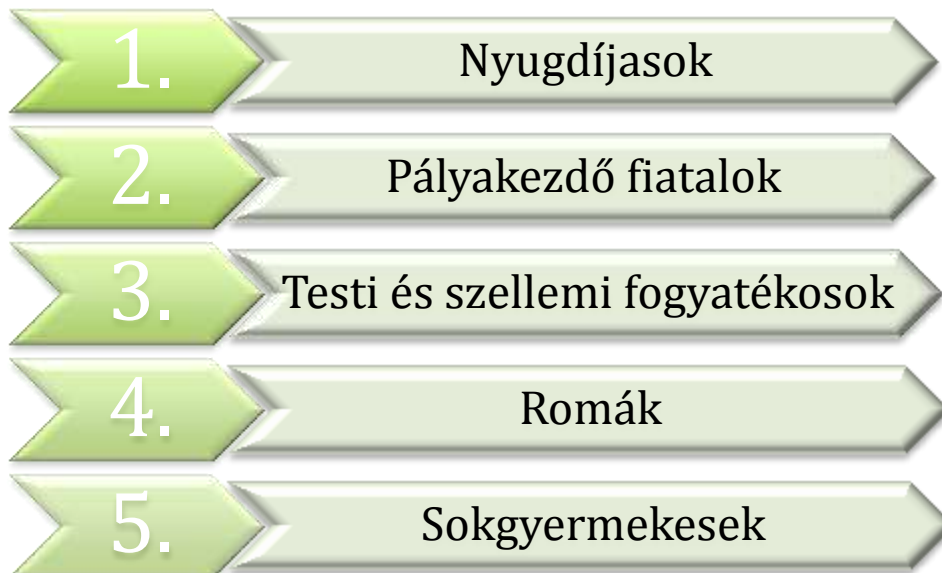 1. Nyugdíjasok
2. Pályakezdő fiatalok
3. Testi és szellemi fogyatékosok
4. Romák
5. Sokgyermekesek